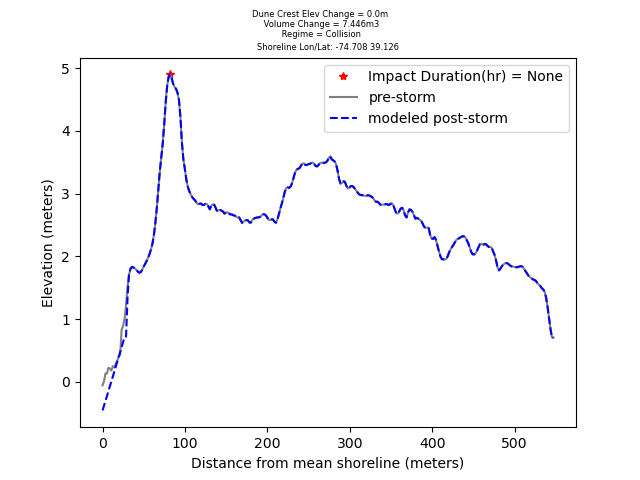 Dune Crest Elev Change = 0.0m
Volume Change = 7.446m3
Regime = Collision
Shoreline Lon/Lat: -74.708 39.126
Impact Duration(hr) = None
pre-storm
modeled post-storm
Elevation (meters)
5
4
3
2
1
0
0 100 200 300 400 500
Distance from mean shoreline (meters)